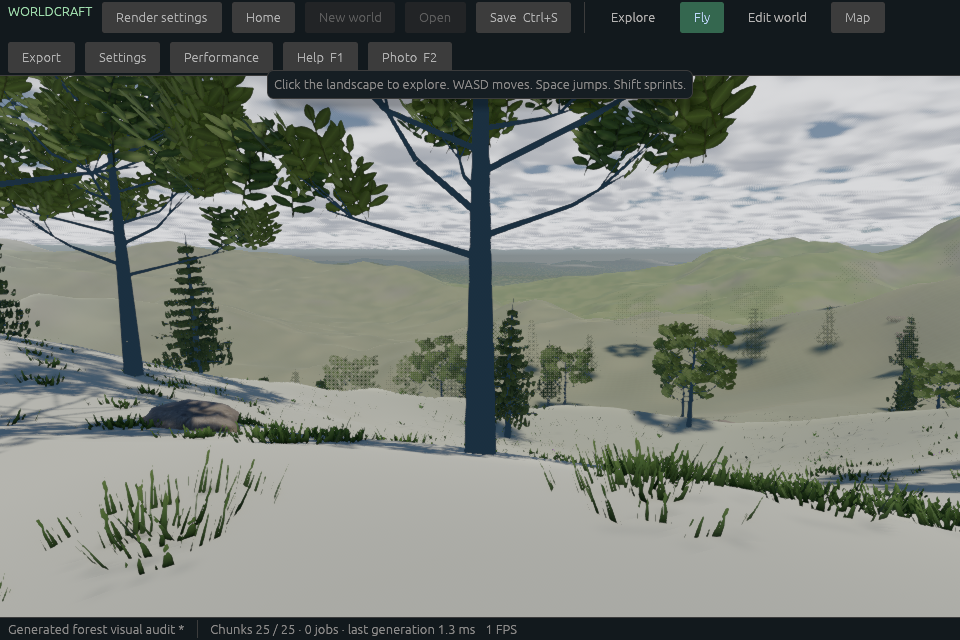 WORLDCRAFT Render settings Home New world Open Save Ctrl+S Explore Fly Edit world Map
Export Settings Performance Help F1 Photo F2
Click the landscape to explore. WASD moves. Space jumps. Shift sprints.
Generated forest visual audit * Chunks 25 / 25 · 0 jobs · last generation 1.3 ms 1 FPS